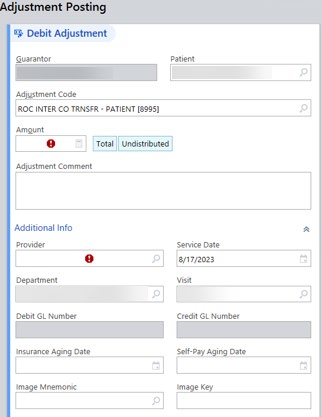 Adjustment Posting
Debit Adjustment
Guarantor Patient
Adjustment Code
ROC INTER CO TRNSFR - PATIENT [8995]
Amount
Total Undistributed
Adjustment Comment
Additional Info
Provider Service Date
8/17/2023
Department Visit
Debit GL Number Credit GL Number
Insurance Aging Date Self-Pay Aging Date
Image Mnemonic Image Key